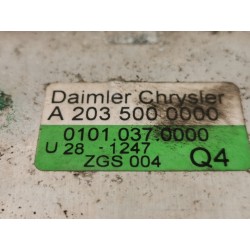 Daimler Chrysler
A 203 500 0000
0101.037.0000
U 28 - 1247
ZGS 004 Q4